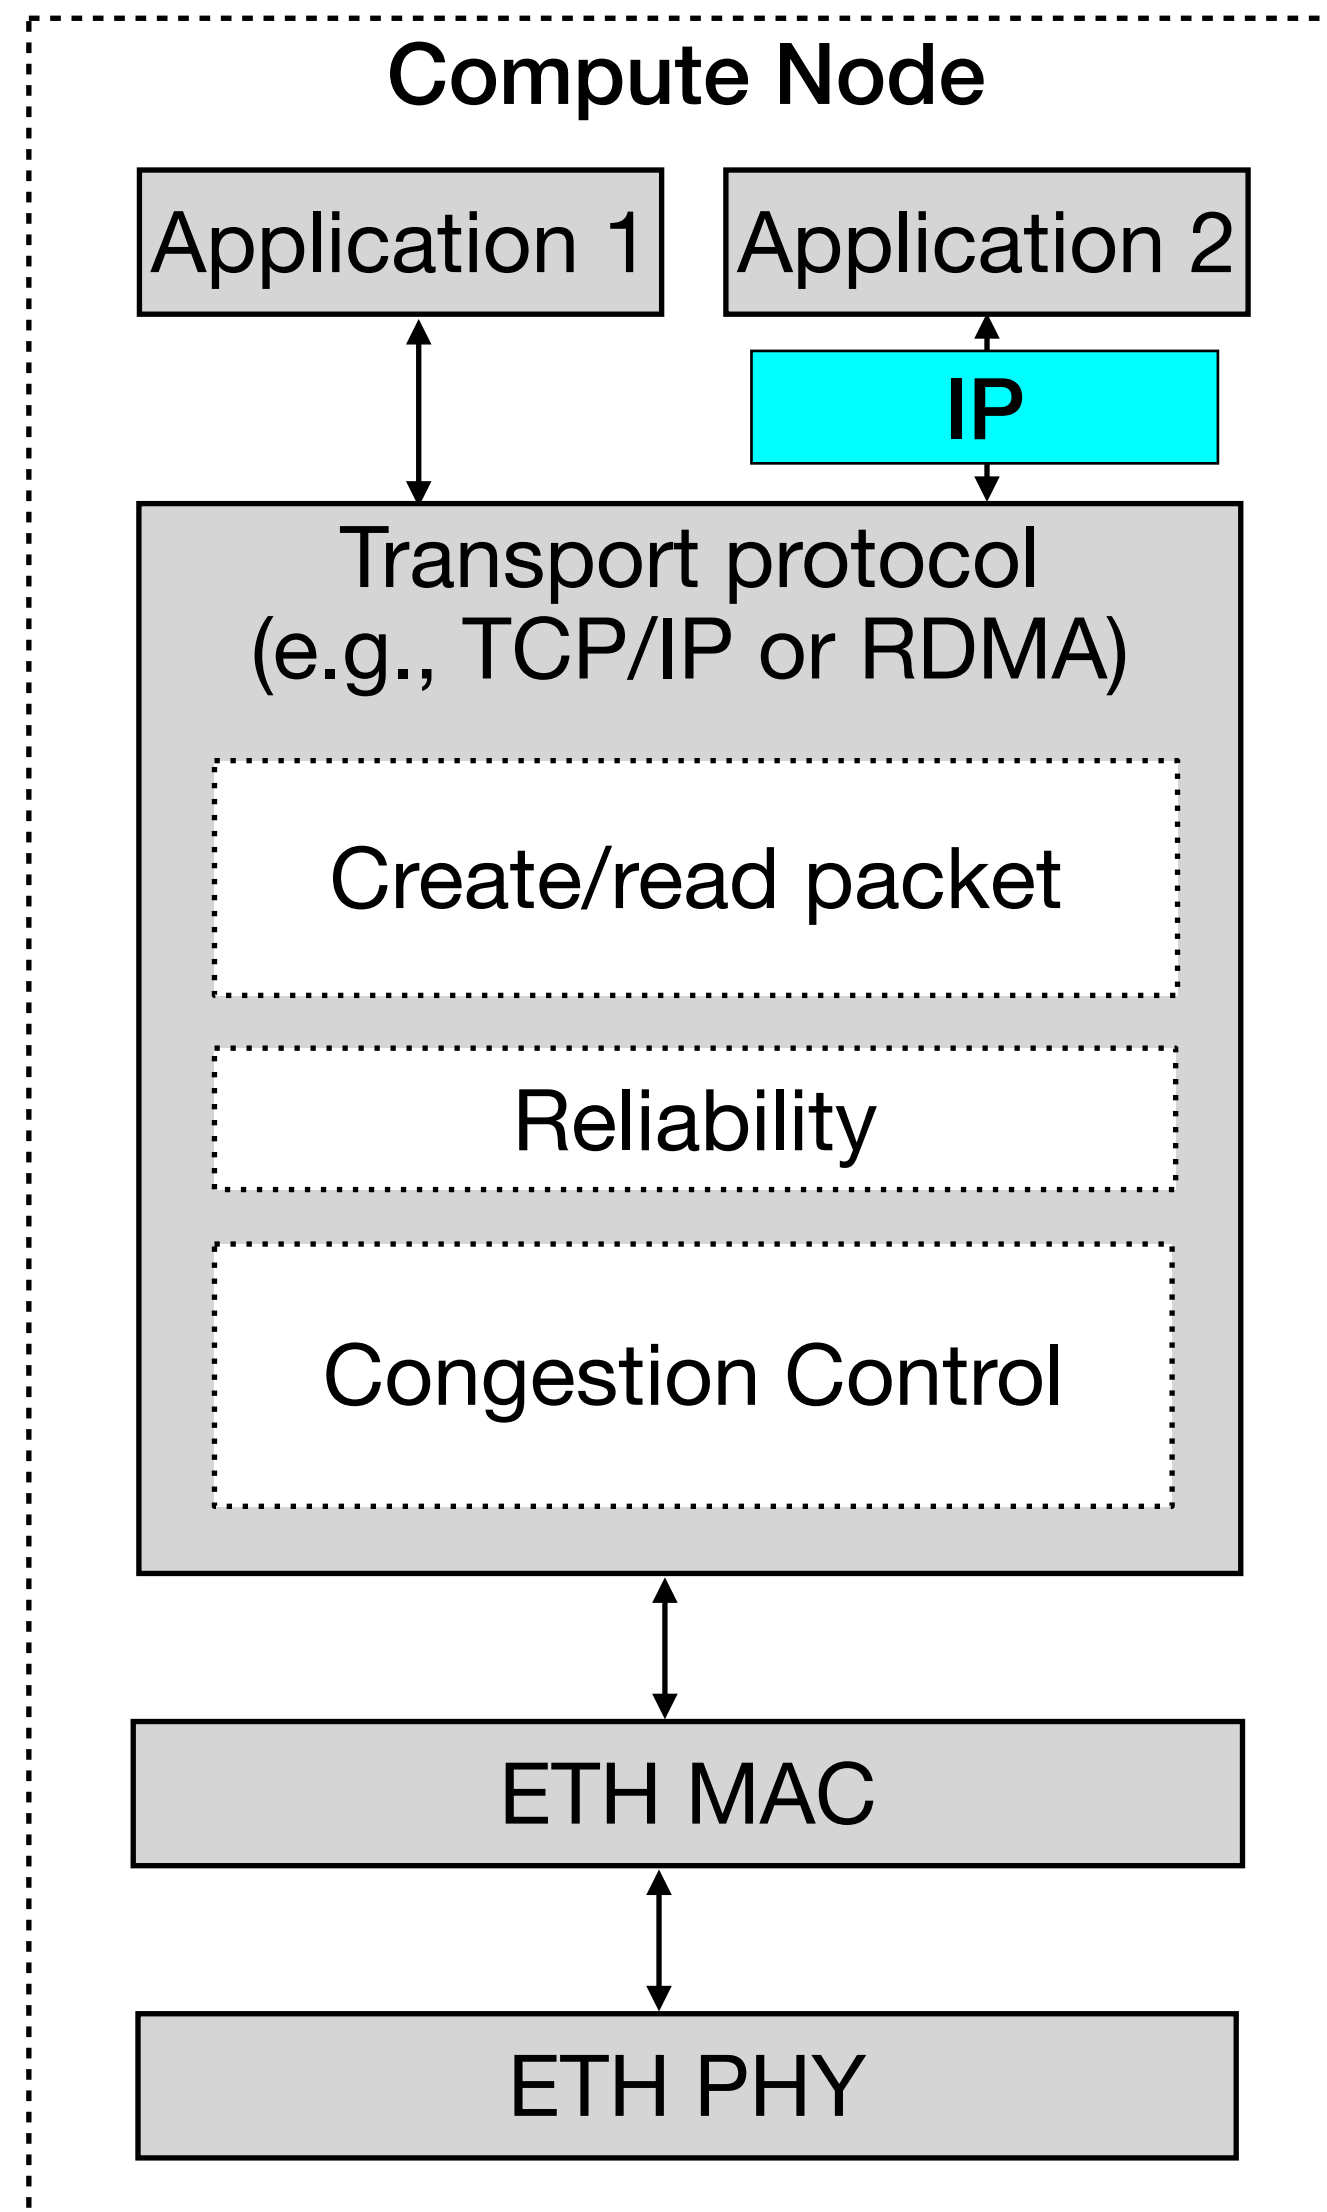 Compute Node
Application 1
Application 2
IP
Transport protocol
(e.g., TCP/IP or RDMA)
Create/read packet
Reliability
Congestion Control
ETH MAC
ETH PHY